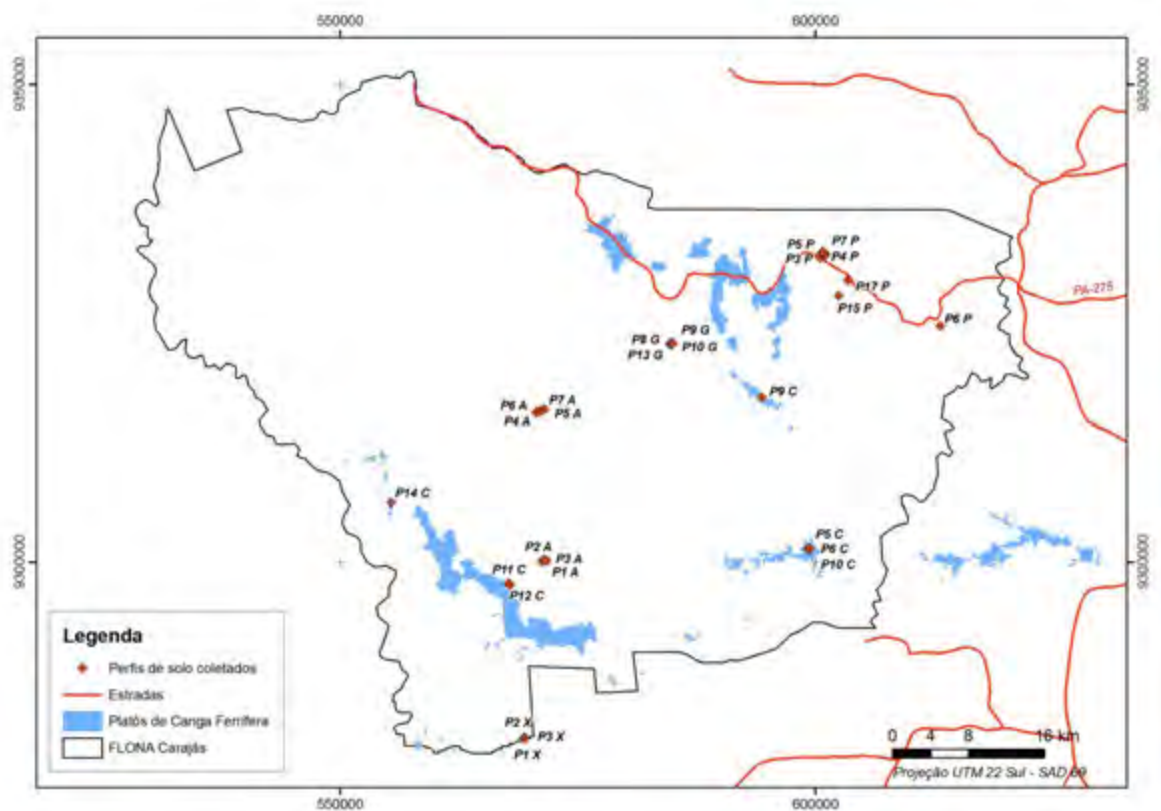 550000 600000
9350000 9350000
P5 P P7 P
P3 P P4 P
P17 P
PA-275
P15 P
P6 P
P9 G
P8 G P10 G
P13 G
P9 C
P6 A P7 A
P4 A P5 A
P14 C
P5 C
P2 A P3 A P6 C
P1 A P10 C
9300000 9300000
P11 C
P12 C
Legenda
Perfis de solo coletados
Estradas
Platôs de Canga Ferrífera
FLONA Carajás
P2 X
P3 X
P1 X
0 4 8 16 km
Projeção UTM 22 Sul - SAD 69
550000 600000